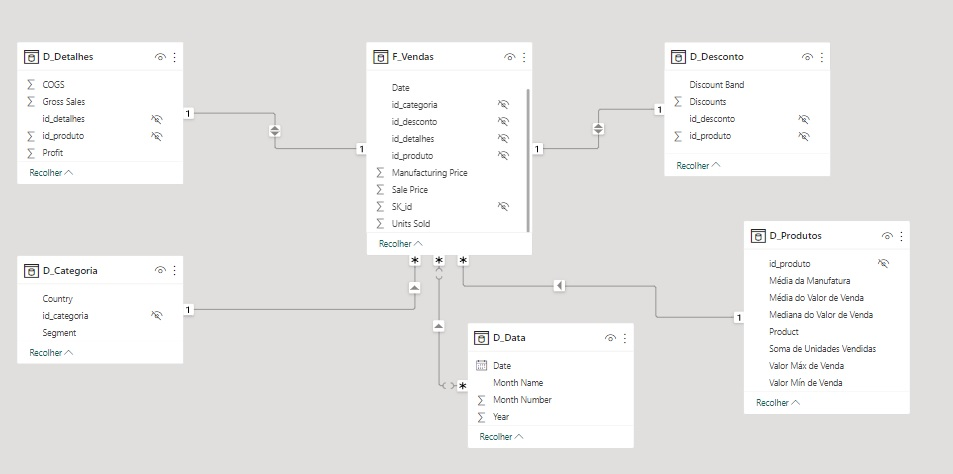 D_Detalhes
COGS
Gross Sales
id_detalhes
id_produto
Profit
Recolher
1
1
F_Vendas
Date
id_categoria
id_desconto
id_detalhes
id_produto
Manufacturing Price
Sale Price
SK_id
Units Sold
Recolher
1
1
D_Desconto
Discount Band
Discounts
id_desconto
id_produto
Recolher
D_Categoria
Country
id_categoria
Segment
Recolher
1
*
*
*
D_Produtos
id_produto
Média da Manufatura
Média do Valor de Venda
Mediana do Valor de Venda
Product
Soma de Unidades Vendidas
Valor Máx de Venda
Valor Mín de Venda
Recolher
1
D_Data
Date
Month Name
Month Number
Year
Recolher
*